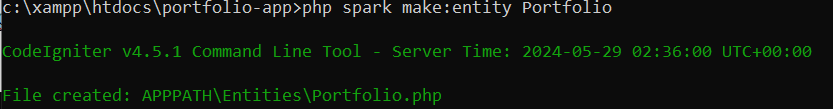 c:\xampp\htdocs\portfolio-app>php spark make:entity Portfolio
CodeIgniter v4.5.1 Command Line Tool - Server Time: 2024-05-29 02:36:00 UTC+00:00
File created: APPPATH\Entities\Portfolio.php